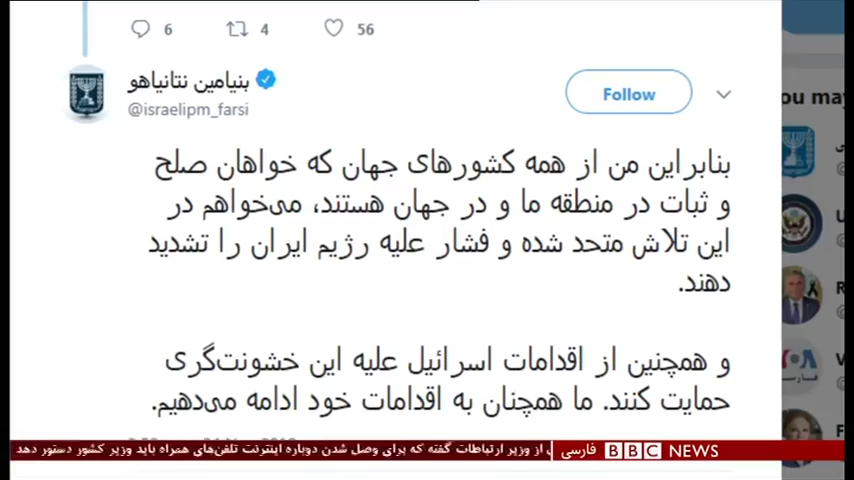 6 4 56
بنیامین نتانیاهو
@israelipm_farsi
Follow
ou may
بنابراین من از همه کشورهای جهان که خواهان صلح
و ثبات در منطقه ما و در جهان هستند، می‌خواهم در
این تلاش متحد شده و فشار علیه رژیم ایران را تشدید
دهند.
و همچنین از اقدامات اسرائیل علیه این خشونت‌گری
حمایت کنند. ما همچنان به اقدامات خود ادامه می‌دهیم.
BBC NEWS فارسی
از وزیر ارتباطات گفته که برای وصل شدن دوباره اینترنت تلفن‌های همراه باید وزیر کشور دستور دهد